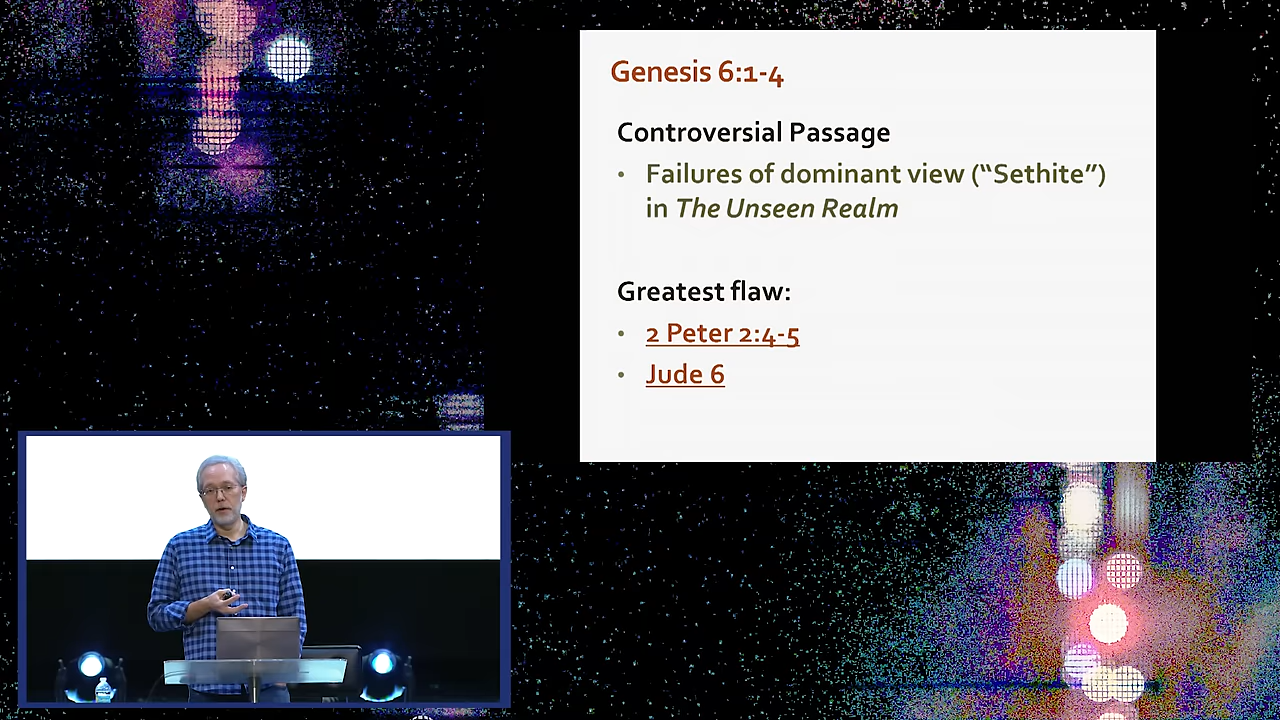 Genesis 6:1-4
Controversial Passage
• Failures of dominant view (“Sethite”)
in The Unseen Realm
Greatest flaw:
• 2 Peter 2:4-5
• Jude 6